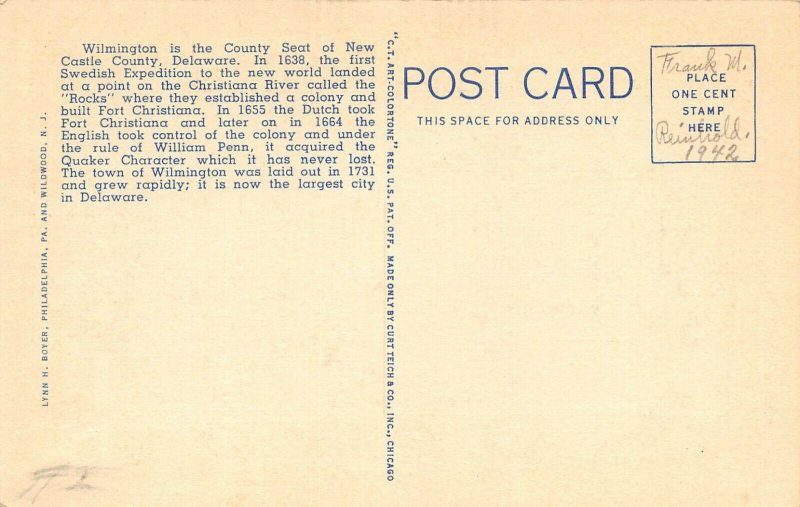 Wilmington is the County Seat of New
Castle County, Delaware. In 1638, the first
Swedish Expedition to the new world landed
at a point on the Christiana River called the
"Rocks" where they established a colony and
built Fort Christiana. In 1655 the Dutch took
Fort Christiana and later on in 1664 the
English took control of the colony and under
the rule of William Penn, it acquired the
Quaker Character which it has never lost.
The town of Wilmington was laid out in 1731
and grew rapidly; it is now the largest city
in Delaware.
LYNN H. BOYER, PHILADELPHIA, PA. AND WILDWOOD, N. J.
"C.T. ART-COLORTONE" REG. U.S. PAT. OFF. MADE ONLY BY CURT TEICH & CO., INC., CHICAGO
POST CARD
THIS SPACE FOR ADDRESS ONLY
Frank M.
PLACE
ONE CENT
STAMP
HERE
Reinhold.
1942